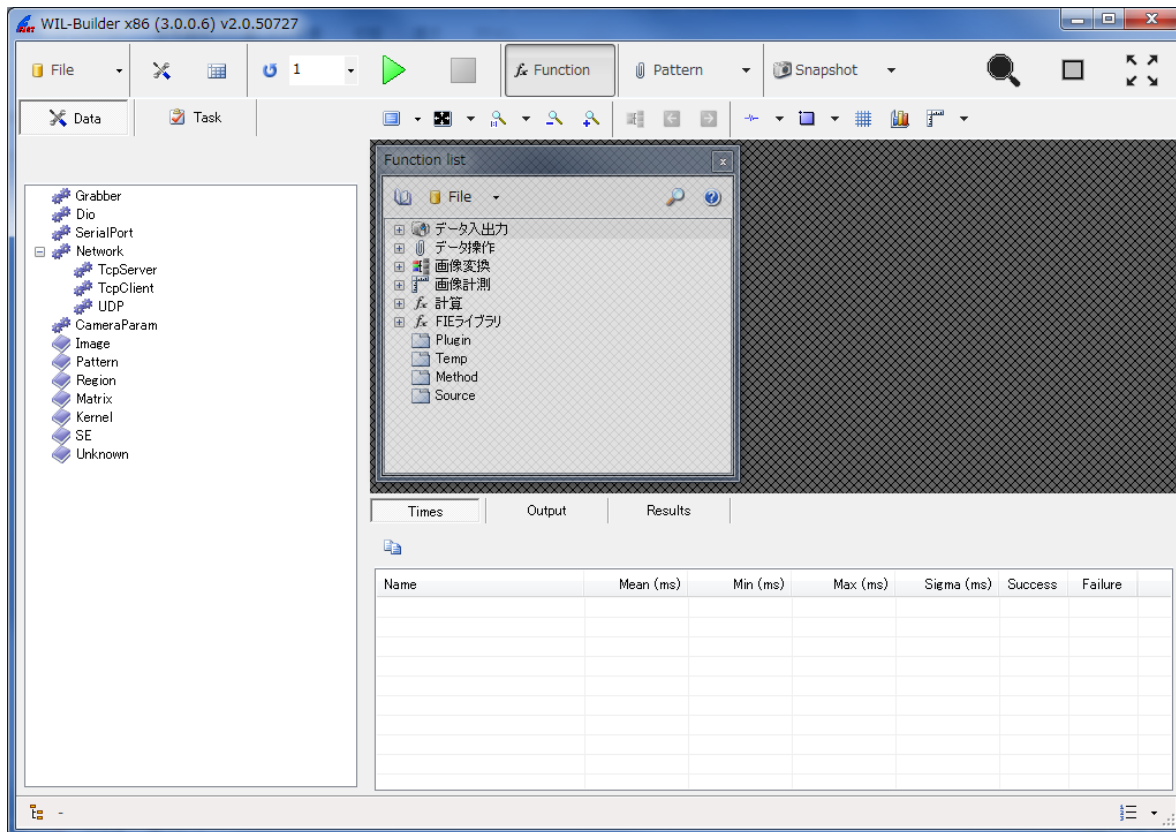 WIL-Builder x86 (3.0.0.6) v2.0.50727
File 1 Function Pattern Snapshot
Data Task
Grabber
Dio
SerialPort
Network
TcpServer
TcpClient
UDP
CameraParam
Image
Pattern
Region
Matrix
Kernel
SE
Unknown
Function list
File
データ入出力
データ操作
画像変換
画像計測
計算
FIEライブラリ
Plugin
Temp
Method
Source
Times Output Results
Name Mean (ms) Min (ms) Max (ms) Sigma (ms) Success Failure
-